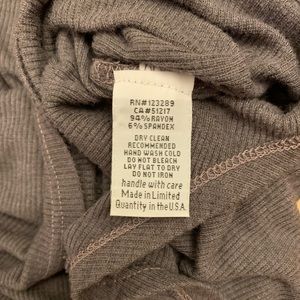 RN#123289
CA#51217
94% RAYON
6% SPANDEX
DRY CLEAN
RECOMMENDED
HAND WASH COLD
DO NOT BLEACH
LAY FLAT TO DRY
DO NOT IRON
handle with care
Made in Limited
Quantity in the U.S.A.